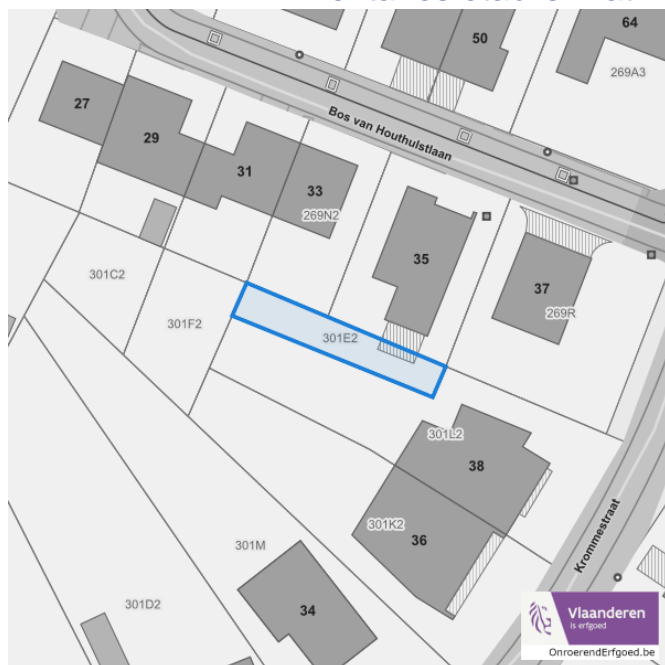 50
64
269A3
27
29
31
33
Bos van Houthulstlaan
269N2
35
37
269R
301C2
301F2
301E2
301L2
38
301K2
36
301M
Krommestraat
301D2
34
Vlaanderen
is erfgoed
OnroerendErfgoed.be